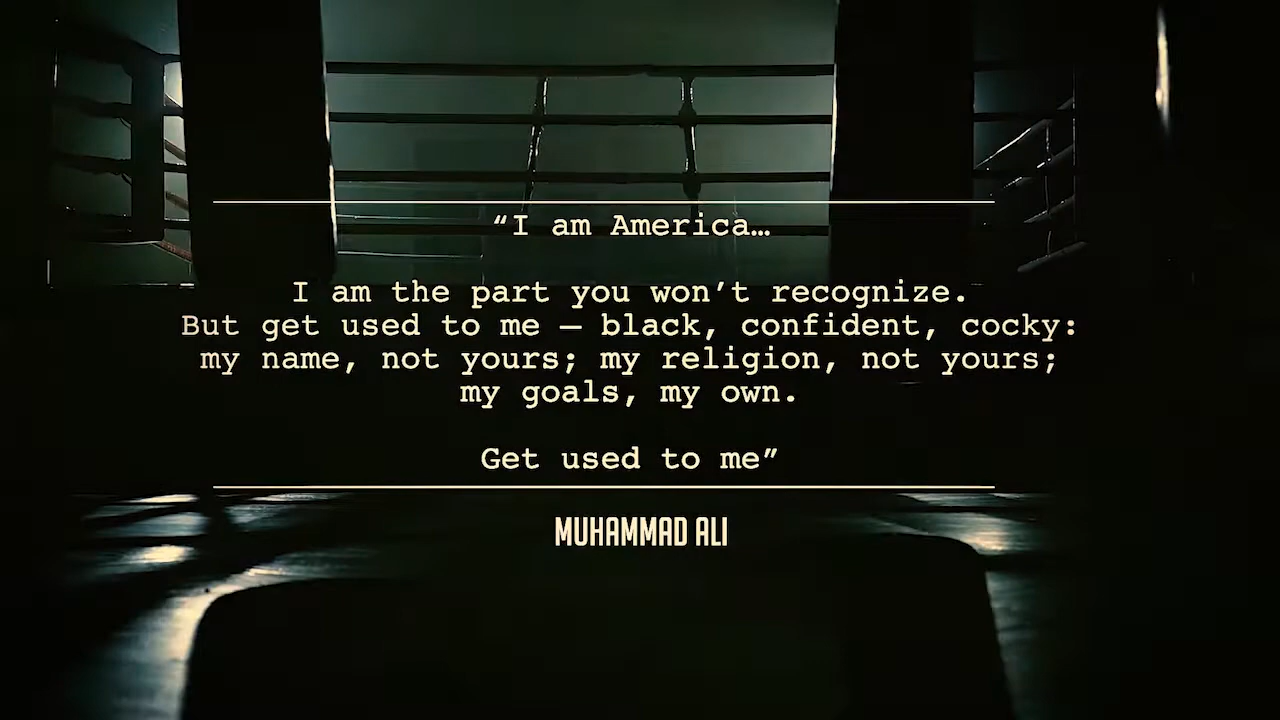 “I am America…
I am the part you won’t recognize.
But get used to me – black, confident, cocky:
my name, not yours; my religion, not yours;
my goals, my own.
Get used to me”
MUHAMMAD ALI